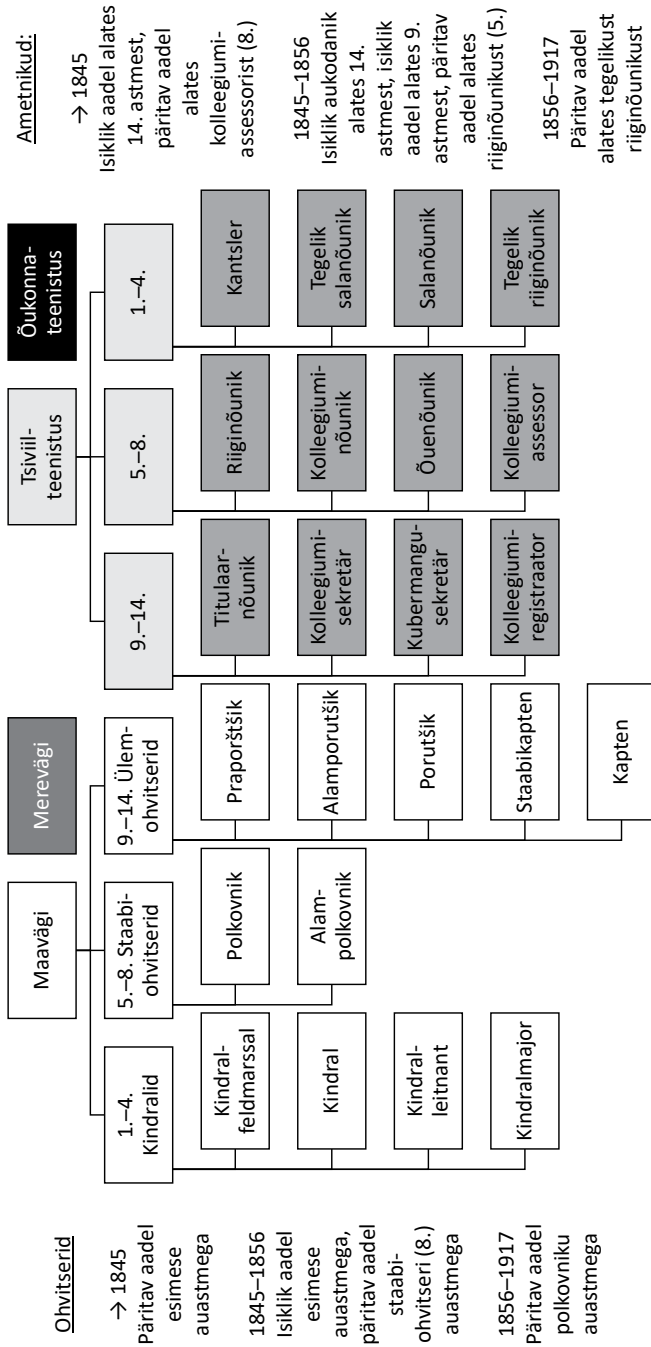 Ohvitserid
→ 1845
Päritav aadel
esimese
auastmega
1845–1856
Isiklik aadel
esimese
auastmega,
päritav aadel
staabi-
ohvitseri (8.)
auastmega
1856–1917
Päritav aadel
polkovniku
auastmega
Maavägi
Merevägi
1.–4.
Kindralid
Kindral-
feldmarssal
Kindral
Kindral-
leitnant
Kindralmajor
5.–8. Staabi-
ohvitserid
Polkovnik
Alam-
polkovnik
9.–14. Ülem-
ohvitserid
Praporštšik
Alamporutšik
Porutšik
Staabikapten
Kapten
Tsiviil-
teenistus
Õukonna-
teenistus
9.–14.
Titulaar-
nõunik
Kolleegiumi-
sekretär
Kubermangu-
sekretär
Kolleegiumi-
registraator
5.–8.
Riiginõunik
Kolleegiumi-
nõunik
Õuenõunik
Kolleegiumi-
assessor
1.–4.
Kantsler
Tegelik
salanõunik
Salanõunik
Tegelik
riiginõunik
Ametnikud:
→ 1845
Isiklik aadel alates
14. astmest,
päritav aadel
alates
kolleegiumi-
assessorist (8.)
1845–1856
Isiklik aukodanik
alates 14.
astmest, isiklik
aadel alates 9.
astmest, päritav
aadel alates
riiginõunikust (5.)
1856–1917
Päritav aadel
alates tegelikust
riiginõunikust